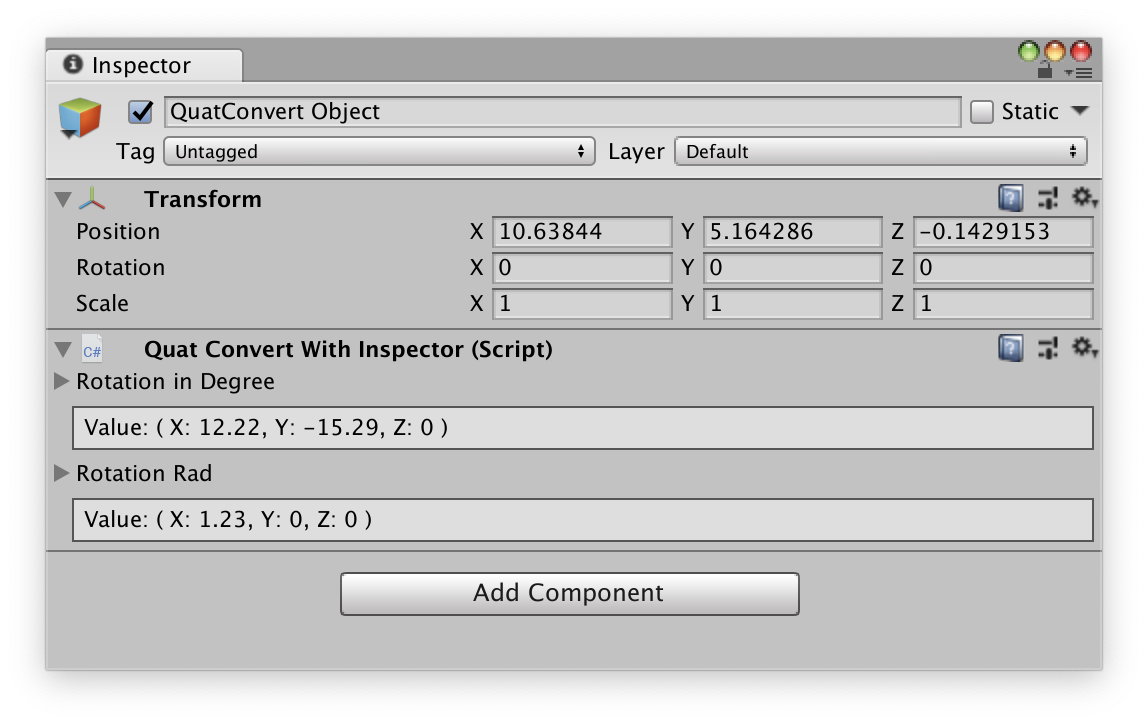 Inspector
QuatConvert Object Static
Tag Untagged Layer Default
Transform
Position X 10.63844 Y 5.164286 Z -0.1429153
Rotation X 0 Y 0 Z 0
Scale X 1 Y 1 Z 1
C# Quat Convert With Inspector (Script)
Rotation in Degree
Value: ( X: 12.22, Y: -15.29, Z: 0 )
Rotation Rad
Value: ( X: 1.23, Y: 0, Z: 0 )
Add Component